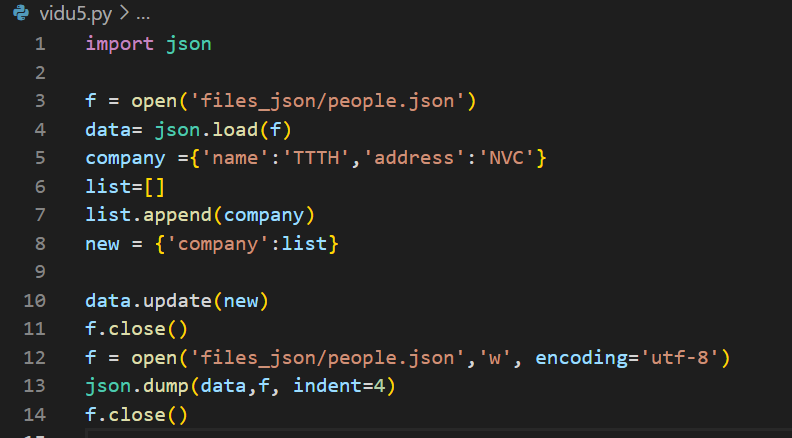 vidu5.py > ...
1 import json
2
3 f = open('files_json/people.json')
4 data= json.load(f)
5 company ={'name':'TTTH','address':'NVC'}
6 list=[]
7 list.append(company)
8 new = {'company':list}
9
10 data.update(new)
11 f.close()
12 f = open('files_json/people.json','w', encoding='utf-8')
13 json.dump(data,f, indent=4)
14 f.close()
15